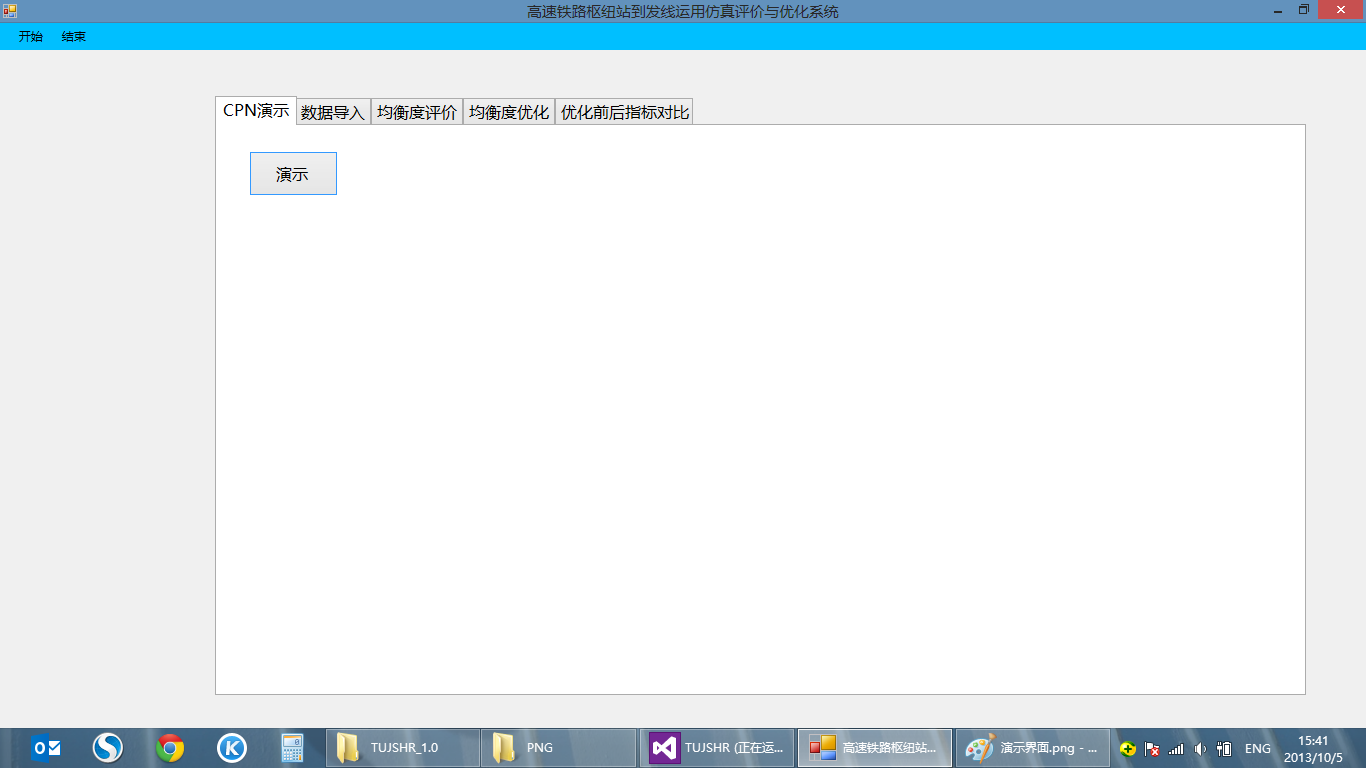 高速铁路枢纽站到发线运用仿真评价与优化系统
开始 结束
CPN演示 数据导入 均衡度评价 均衡度优化 优化前后指标对比
演示
TUJSHR_1.0 PNG TUJSHR (正在运... 高速铁路枢纽站... 演示界面.png - ... ENG 15:41
2013/10/5